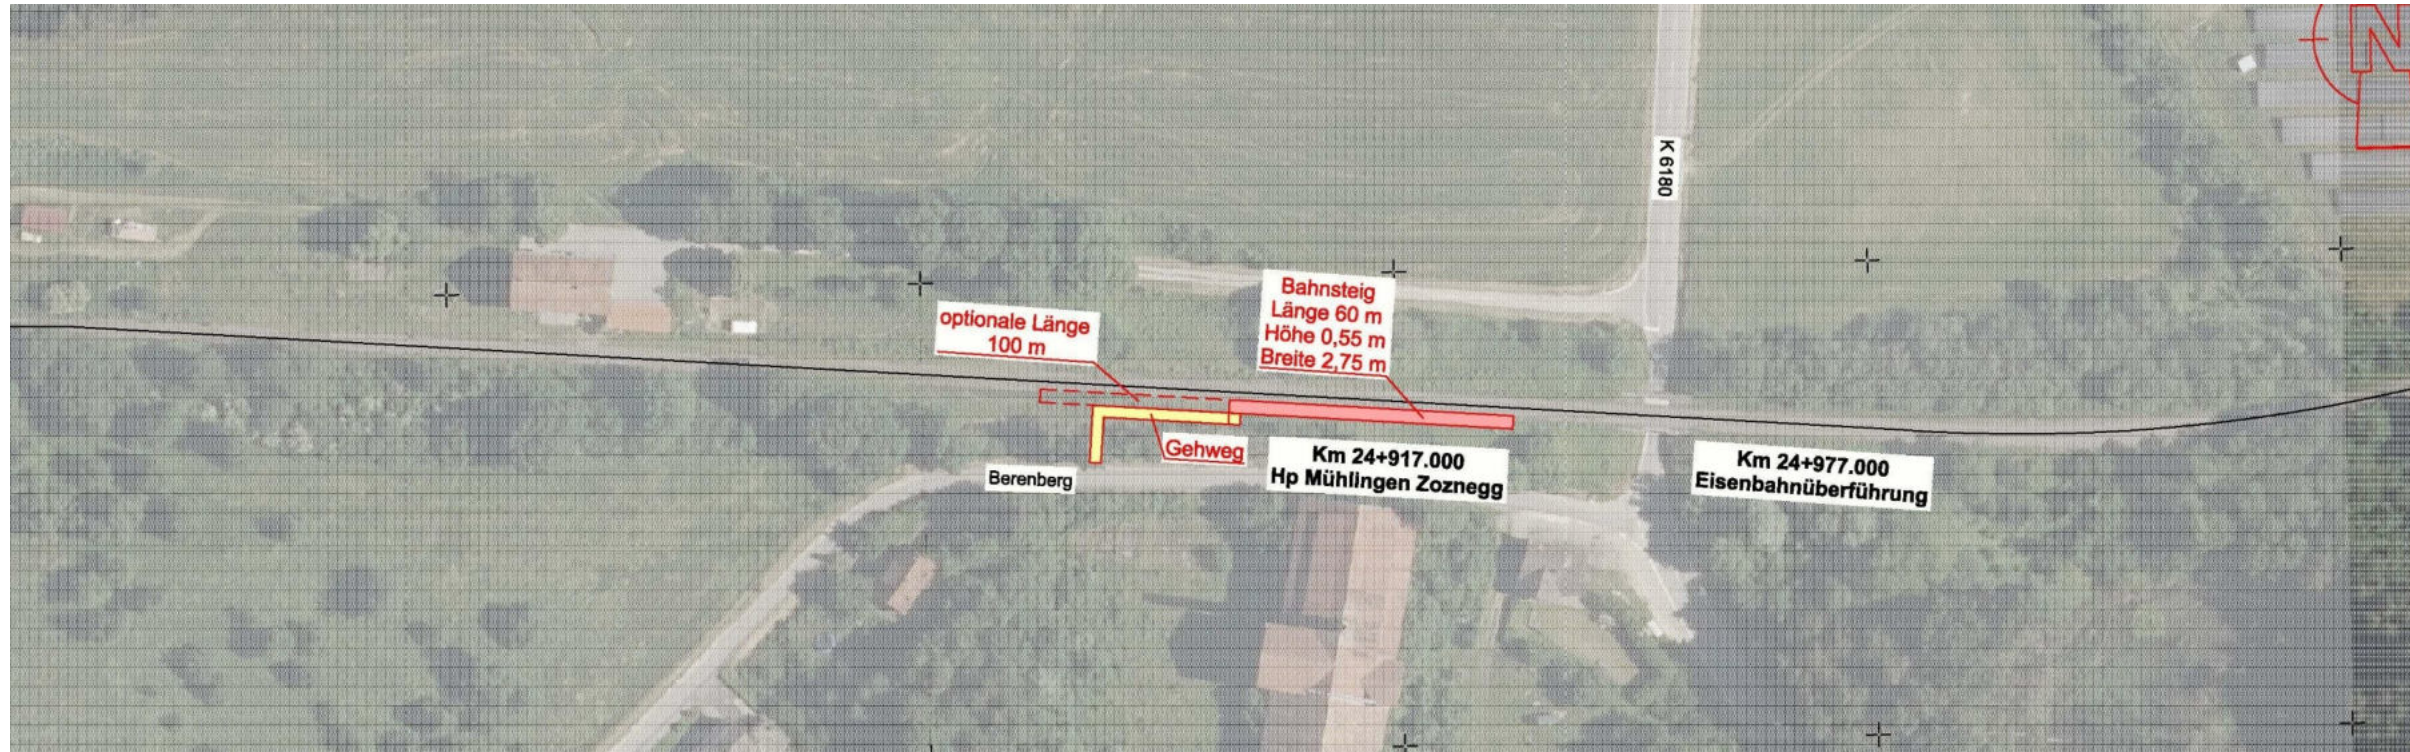 N
K 6180
optionale Länge
100 m
Bahnsteig
Länge 60 m
Höhe 0,55 m
Breite 2,75 m
Gehweg
Berenberg
Km 24+917.000
Hp Mühlingen Zoznegg
Km 24+977.000
Eisenbahnüberführung